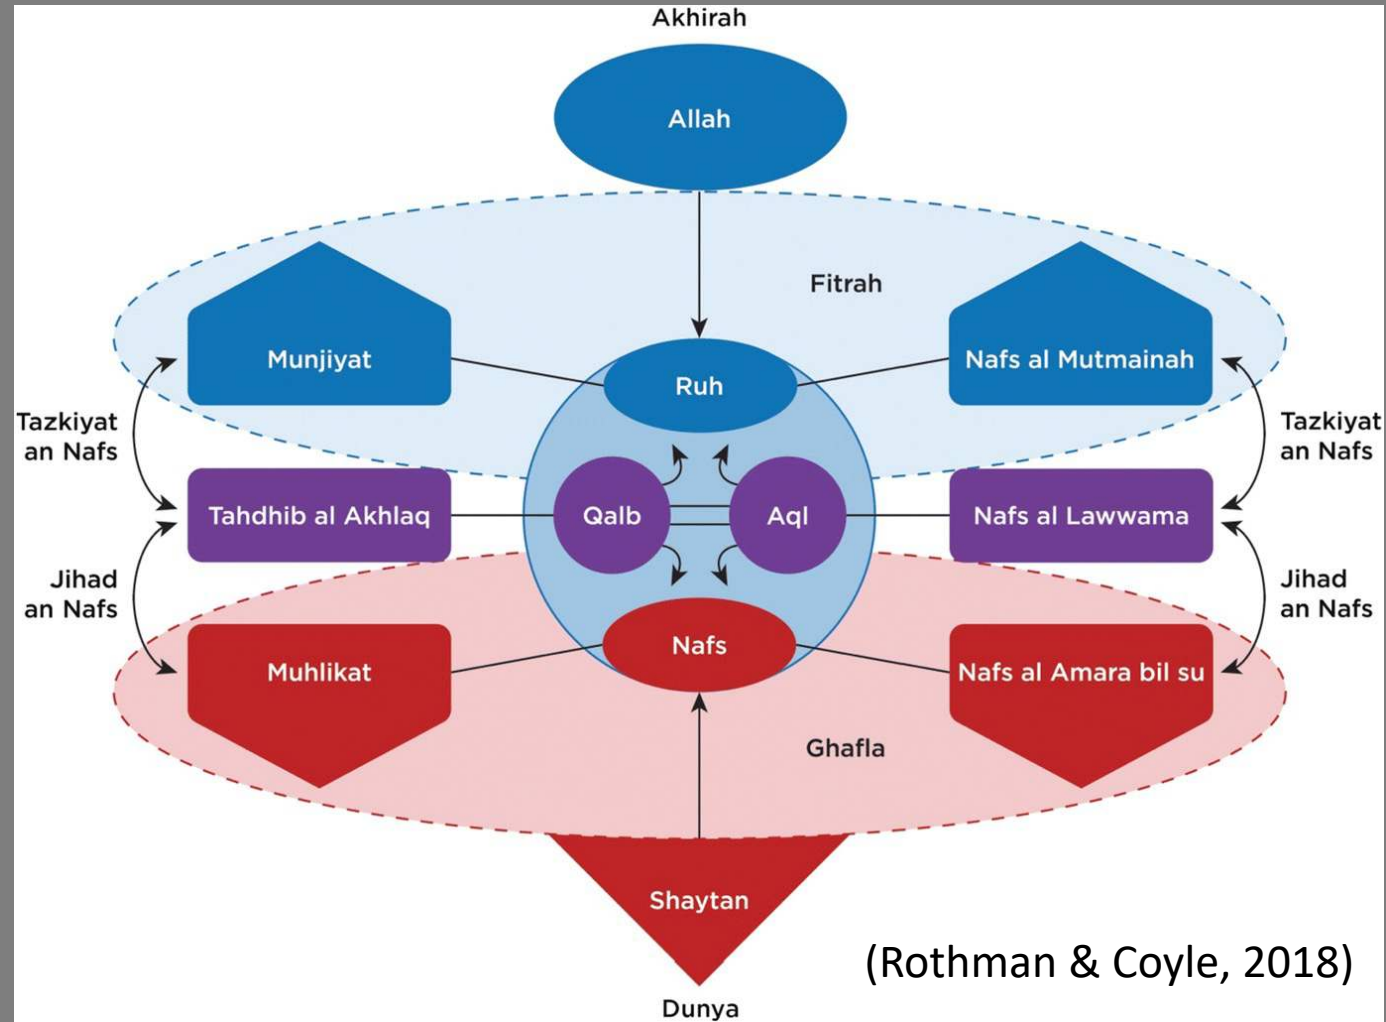 Akhirah
Allah
Fitrah
Munjiyat
Ruh
Nafs al Mutmainah
Tazkiyat
an Nafs
Tazkiyat
an Nafs
Tahdhib al Akhlaq
Qalb
Aql
Nafs al Lawwama
Jihad
an Nafs
Jihad
an Nafs
Muhlikat
Nafs
Nafs al Amara bil su
Ghafla
Shaytan
(Rothman & Coyle, 2018)
Dunya